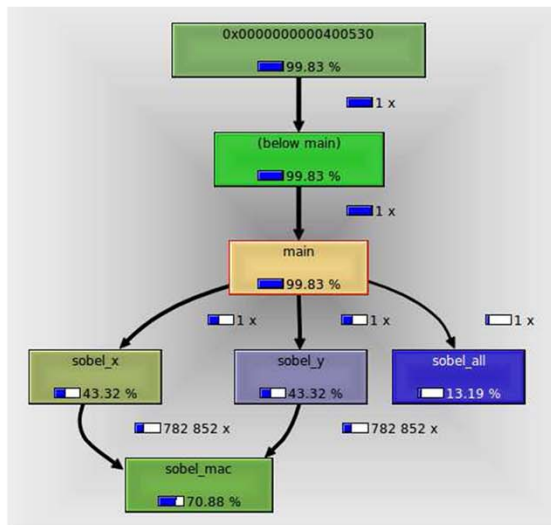 0x0000000000400530
99.83 %
1 x
(below main)
99.83 %
1 x
main
99.83 %
1 x
1 x
1 x
sobel_x
43.32 %
sobel_y
43.32 %
sobel_all
13.19 %
782 852 x
782 852 x
sobel_mac
70.88 %